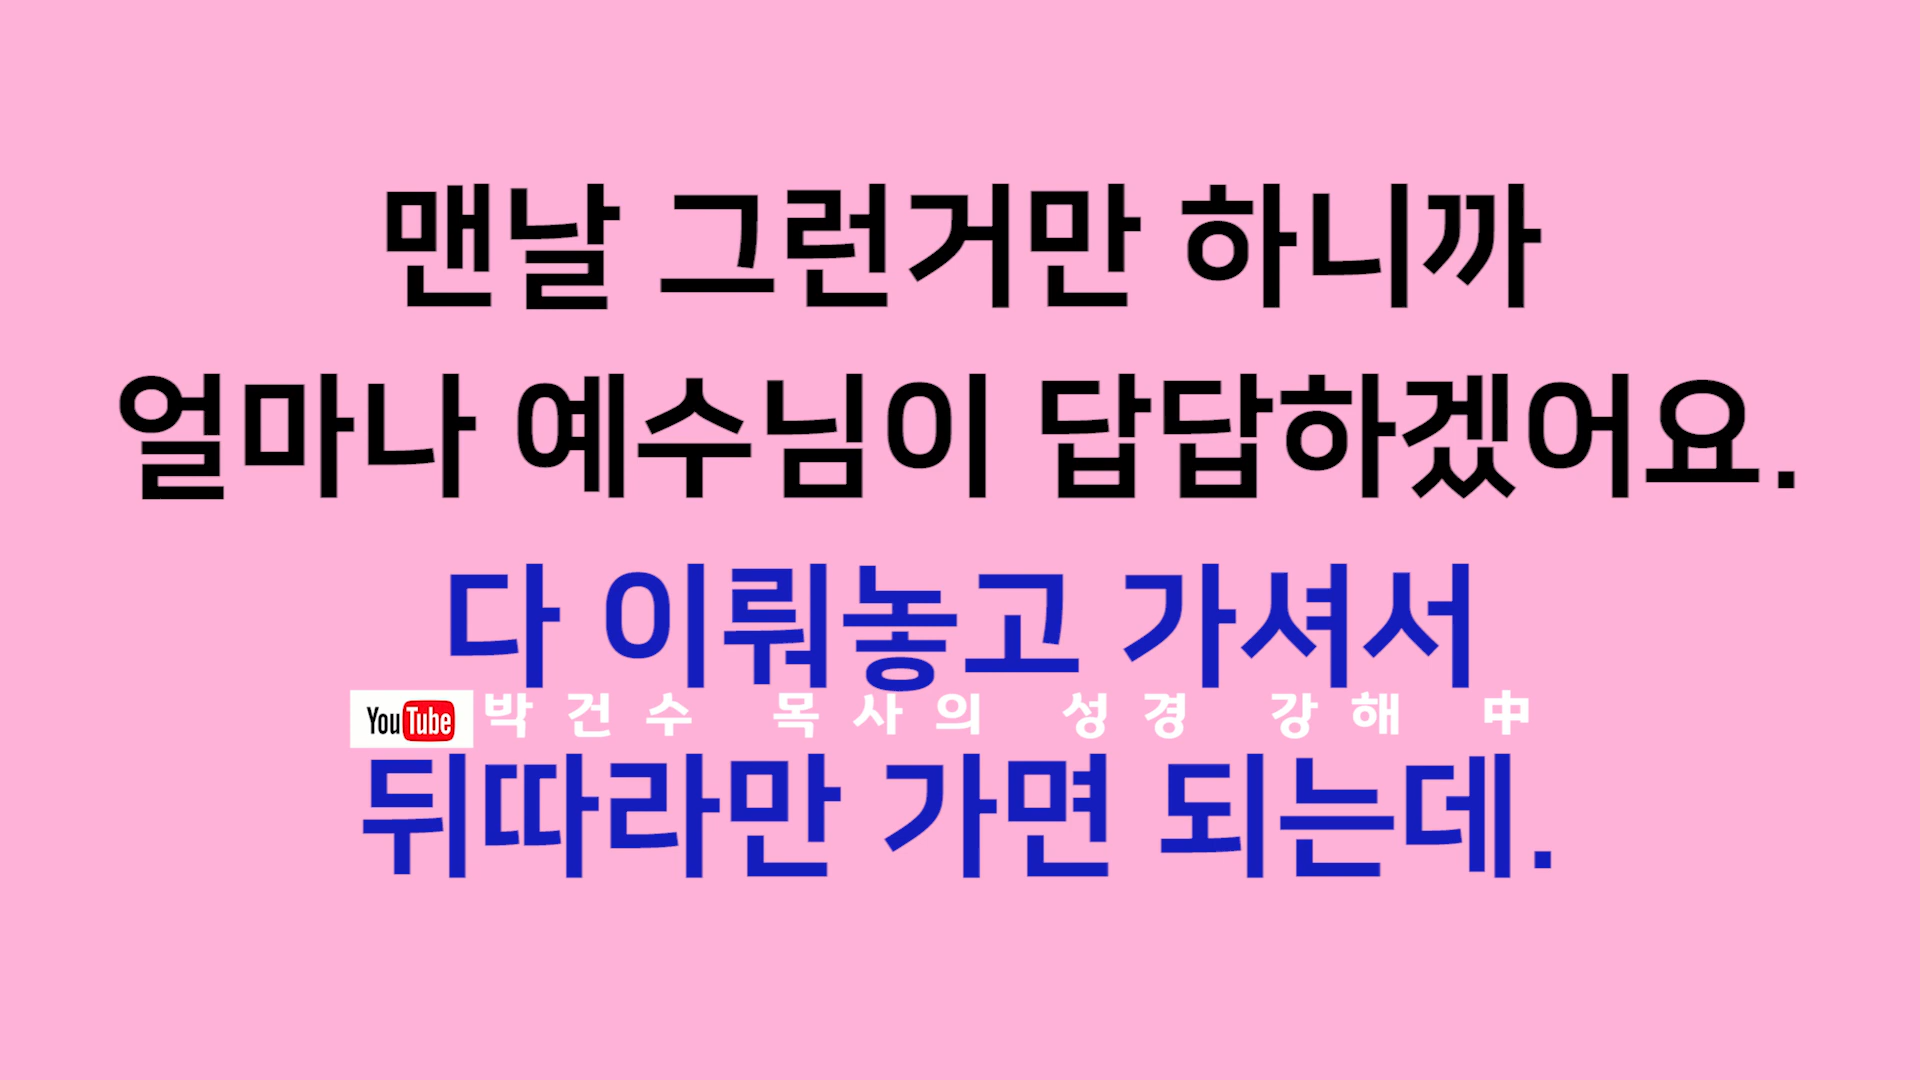 맨날 그런거만 하니까
얼마나 예수님이 답답하겠어요.
다 이뤄놓고 가셔서
YouTube 박건수 목사의 성경 강해 中
뒤따라만 가면 되는데.